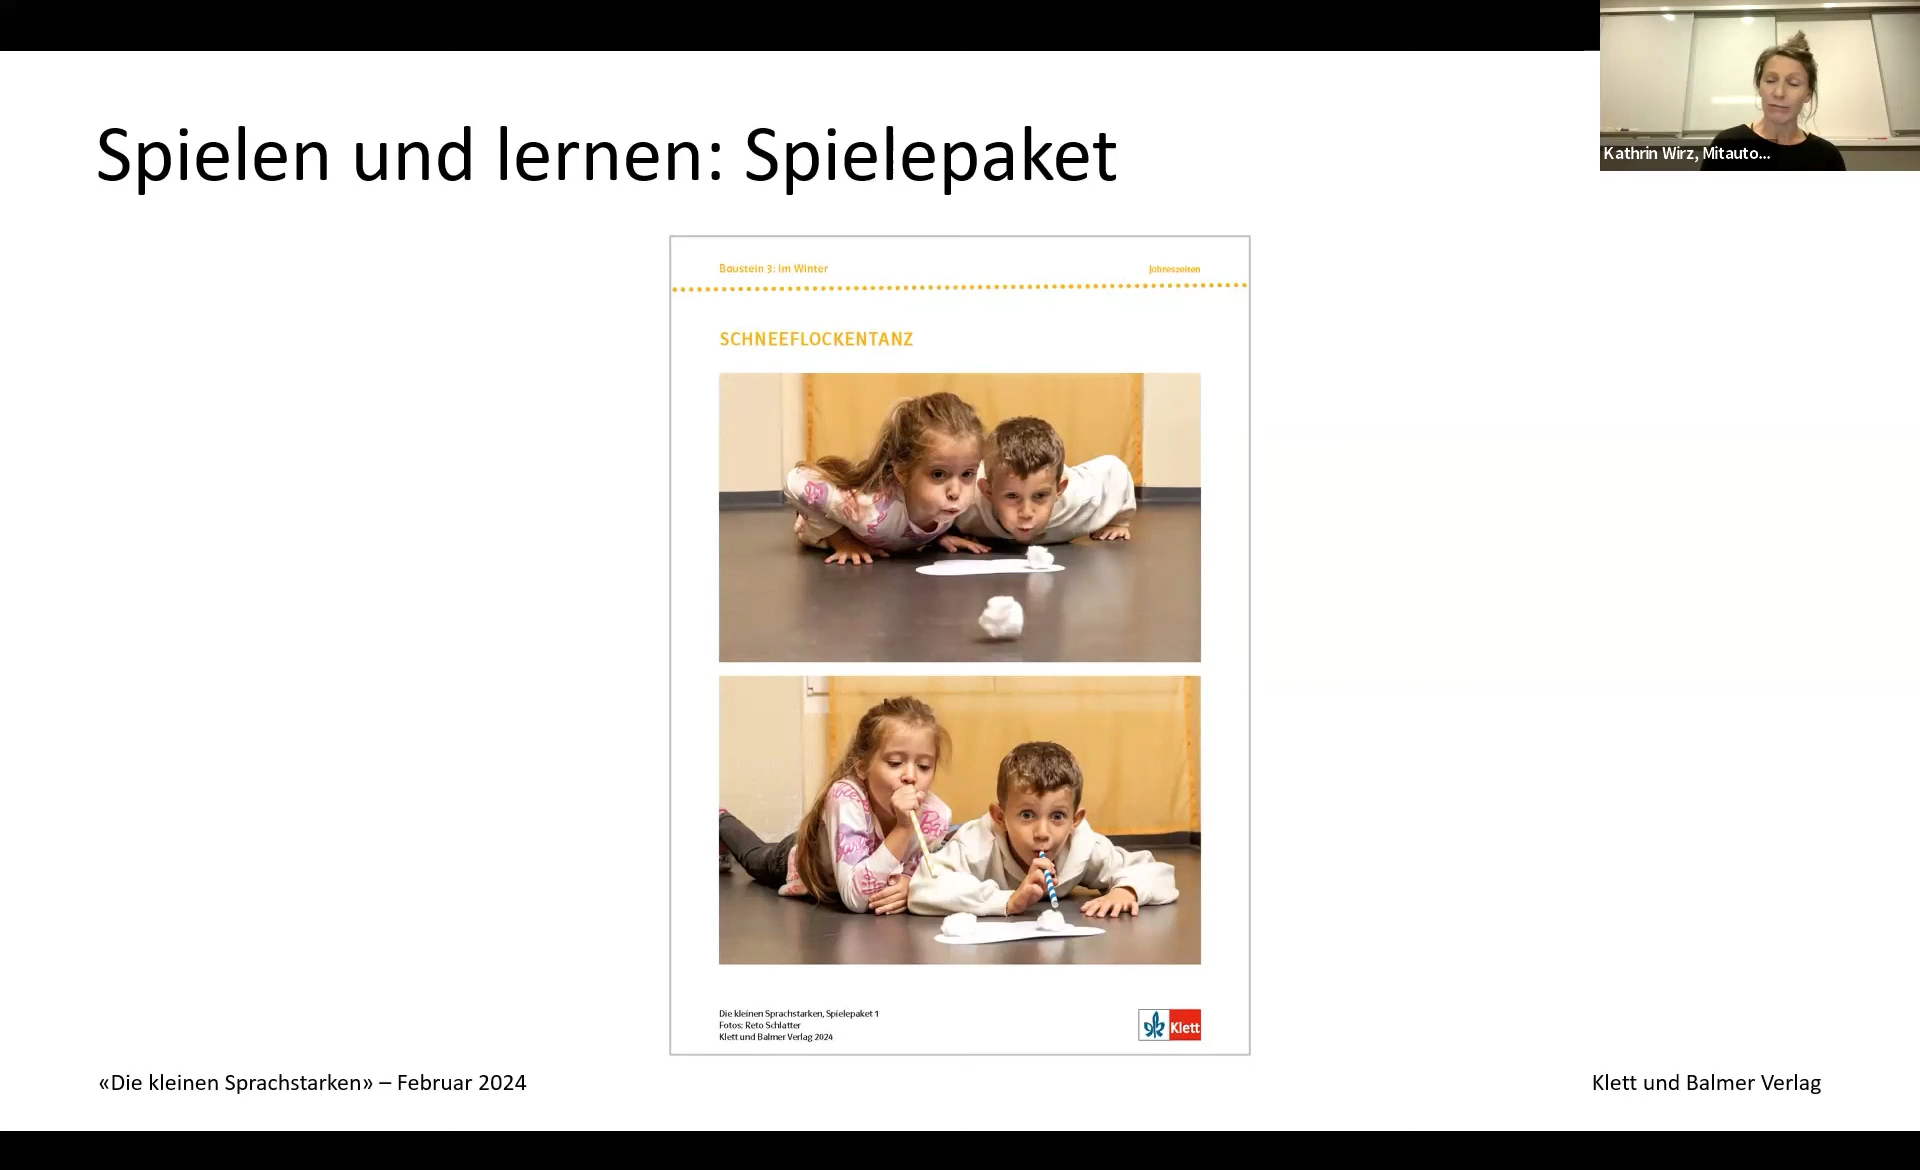 Spielen und lernen: Spielepaket
Kathrin Wirz, Mitauto...
Baustein 3: Im Winter
Jahreszeiten
SCHNEEFLOCKENTANZ
Die kleinen Sprachstarken, Spielepaket 1
Fotos: Reto Schlatter
Klett und Balmer Verlag 2024
Klett
«Die kleinen Sprachstarken» – Februar 2024
Klett und Balmer Verlag